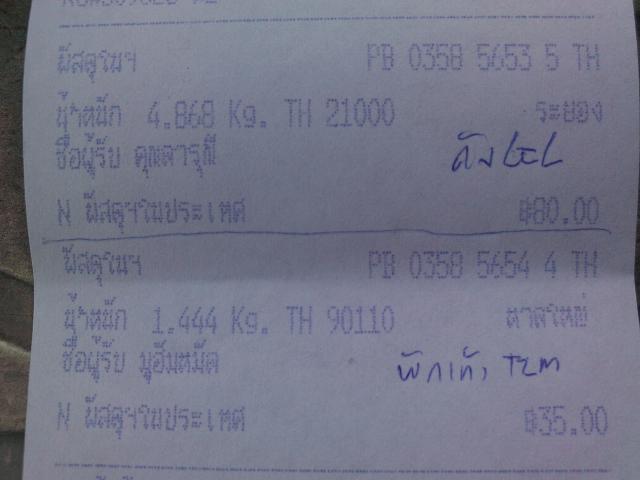 พัสดุในฯ PB 0358 5653 5 TH
น้ำหนัก 4.868 Kg. TH 21000 ระยอง
ชื่อผู้รับ คุณลารุณี
N พัสดุฯในประเทศ ฿80.00
พัสดุในฯ PB 0358 5654 4 TH
น้ำหนัก 1.444 Kg. TH 90110 หาดใหญ่
ชื่อผู้รับ มูฮัมหมัด
N พัสดุฯในประเทศ ฿35.00